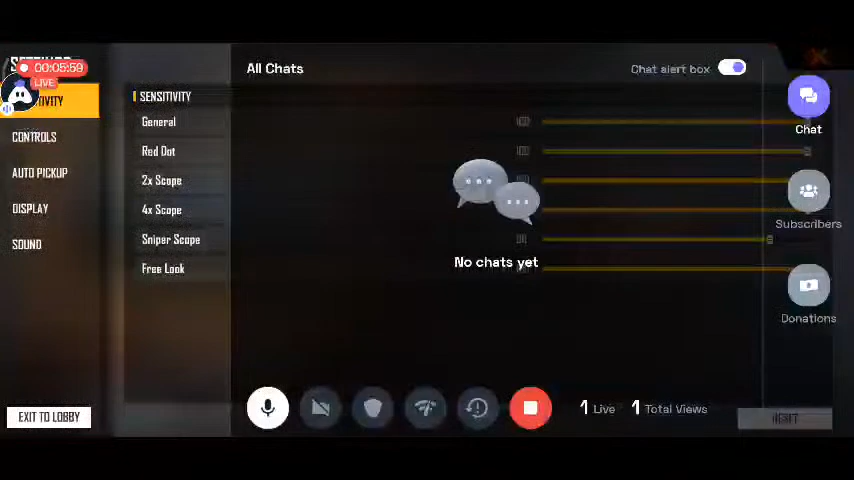 00:05:59
LIVE
CONTROLS
AUTO PICKUP
DISPLAY
SOUND
EXIT TO LOBBY
SENSITIVITY
General
Red Dot
2x Scope
4x Scope
Sniper Scope
Free Look
All Chats
Chat alert box
No chats yet
Chat
Subscribers
Donations
1 Live
1 Total Views
RESET